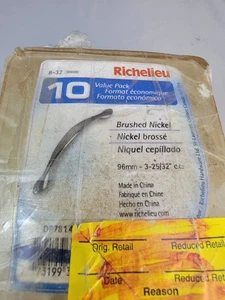 8-32
Richelieu
10
Value Pack
Format économique
Formato económico
Brushed Nickel
Nickel brossé
Niquel cepillado
96mm - 3-25/32" c.c.
Made in China
Fabriqué en Chine
Hecho en China
www.richelieu.com
Orig. Retail
Reduced Retail
Date
Reduced Retail
Reason